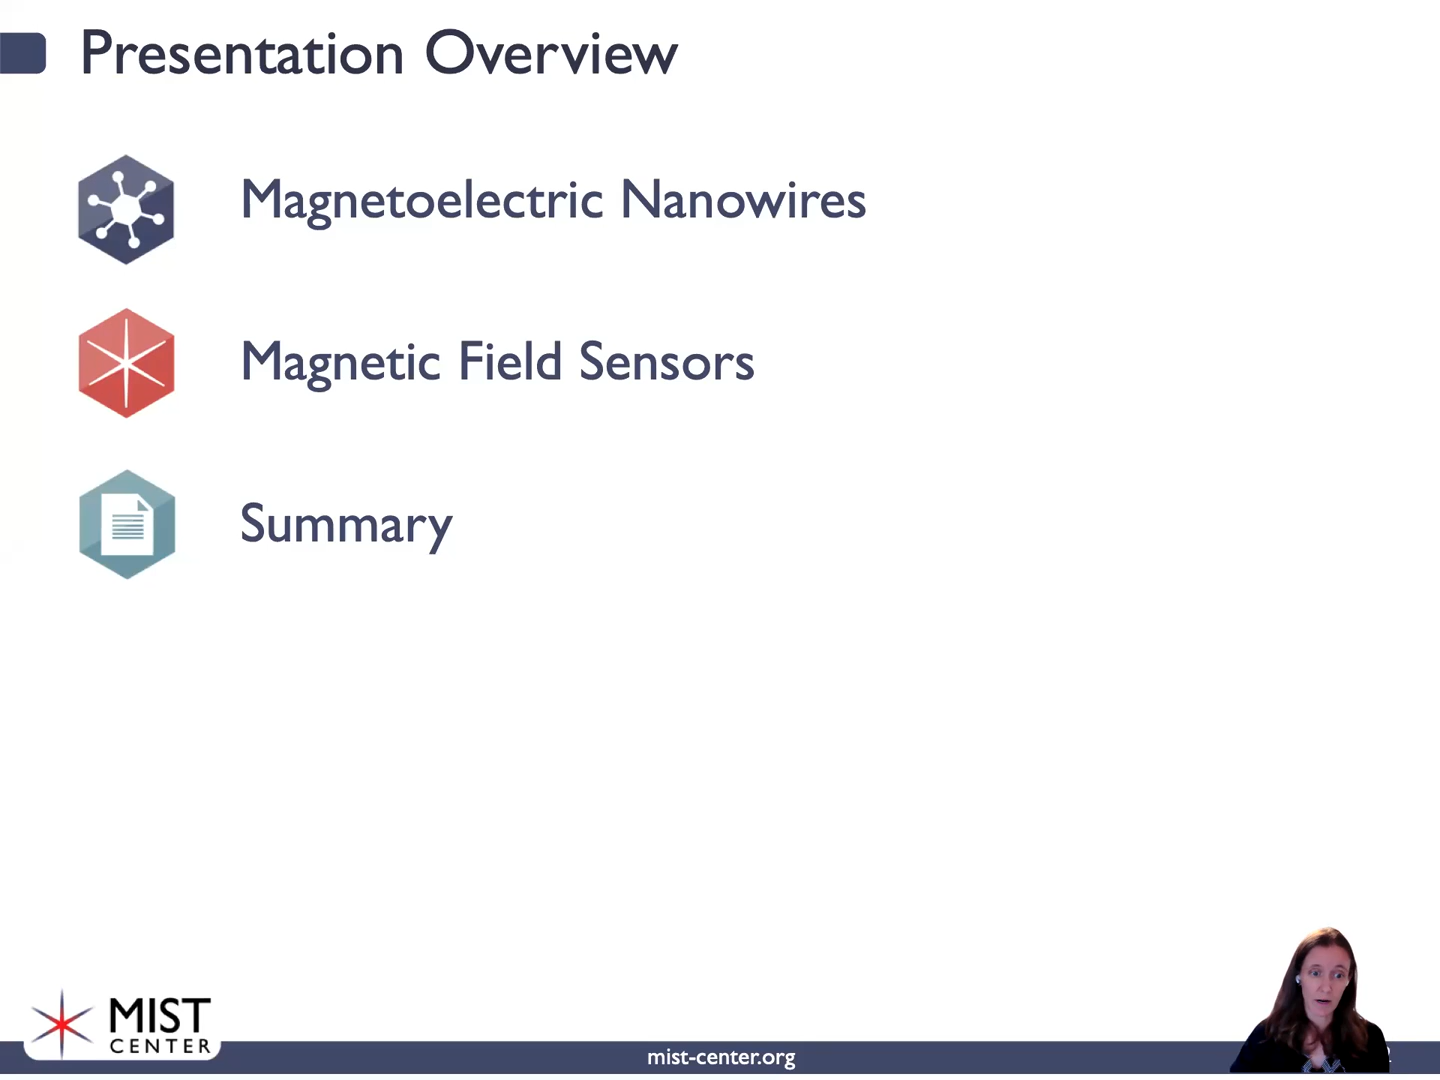 Presentation Overview
Magnetoelectric Nanowires
Magnetic Field Sensors
Summary
MIST
CENTER
mist-center.org